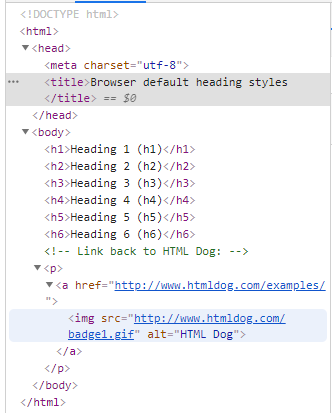 <!DOCTYPE html>
<html>
<head>
<meta charset="utf-8">
<title>Browser default heading styles
</title> == $0
</head>
<body>
<h1>Heading 1 (h1)</h1>
<h2>Heading 2 (h2)</h2>
<h3>Heading 3 (h3)</h3>
<h4>Heading 4 (h4)</h4>
<h5>Heading 5 (h5)</h5>
<h6>Heading 6 (h6)</h6>
<!-- Link back to HTML Dog: -->
<p>
<a href="http://www.htmldog.com/examples/
">
<img src="http://www.htmldog.com/
badge1.gif" alt="HTML Dog">
</a>
</p>
</body>
</html>